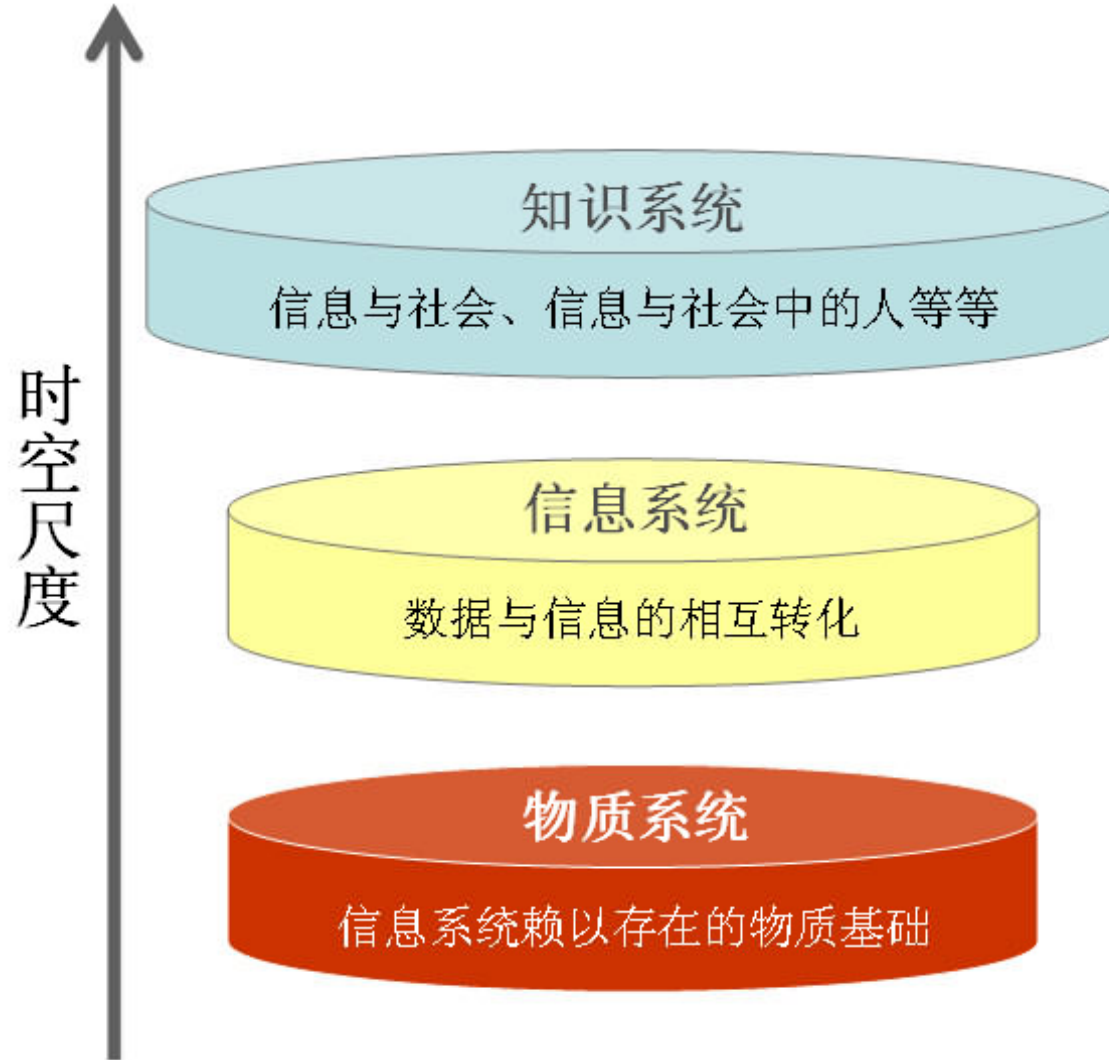 知识系统
信息与社会、信息与社会中的人等等
时空尺度
信息系统
数据与信息的相互转化
物质系统
信息系统赖以存在的物质基础